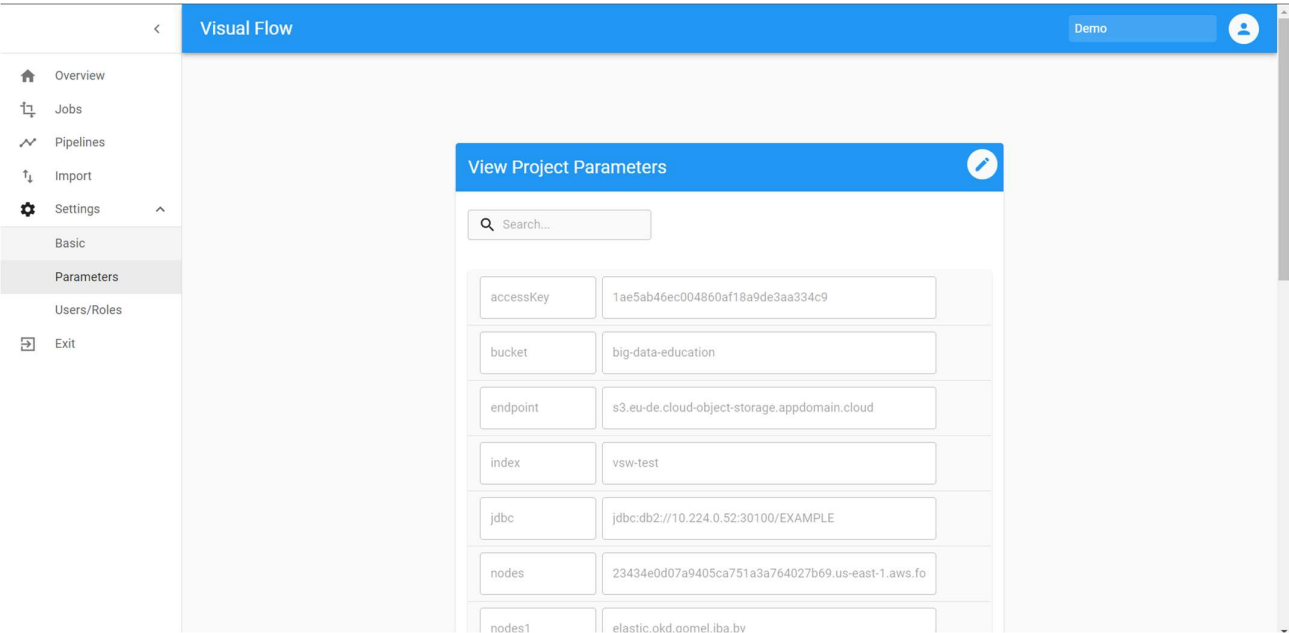 Visual Flow
Demo
Overview
Jobs
Pipelines
Import
Settings
Basic
Parameters
Users/Roles
Exit
View Project Parameters
Search...
accessKey 1ae5ab46ec004860af18a9de3aa334c9
bucket big-data-education
endpoint s3.eu-de.cloud-object-storage.appdomain.cloud
index vsw-test
jdbc jdbc:db2://10.224.0.52:30100/EXAMPLE
nodes 23434e0d07a9405ca751a3a764027b69.us-east-1.aws.fo
nodes1 elastic.okd.gomel.iba.by